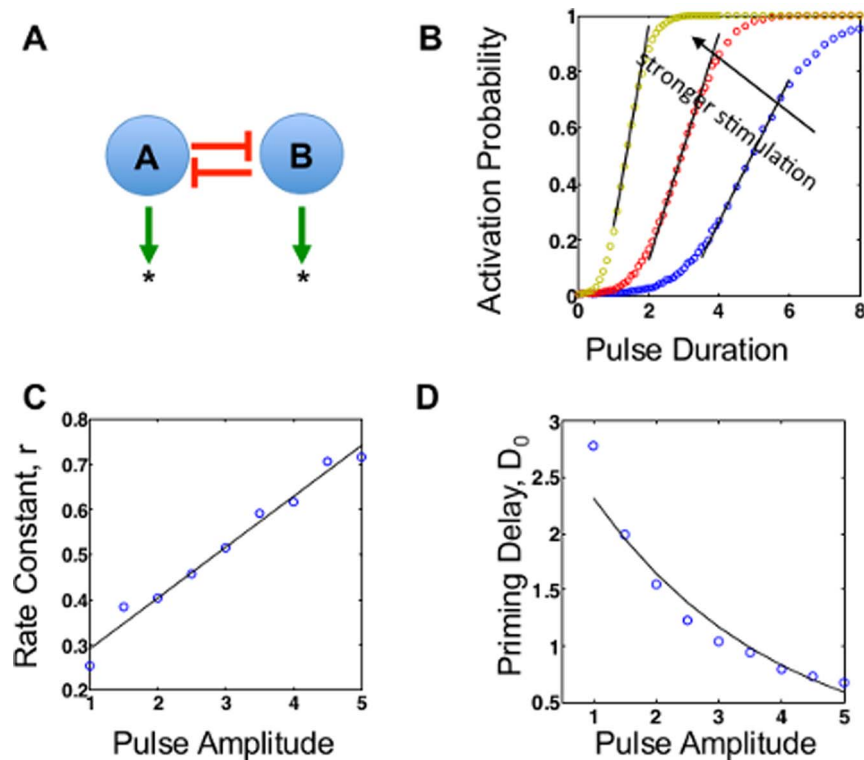 A
A
B
*
*
B
Activation Probability
1
0.8
0.6
0.4
0.2
0
stronger stimulation
0
2
4
6
8
Pulse Duration
C
Rate Constant, r
0.8
0.7
0.6
0.5
0.4
0.3
0.2
1
2
3
4
5
Pulse Amplitude
D
Priming Delay, D0
3
2.5
2
1.5
1
0.5
1
2
3
4
5
Pulse Amplitude